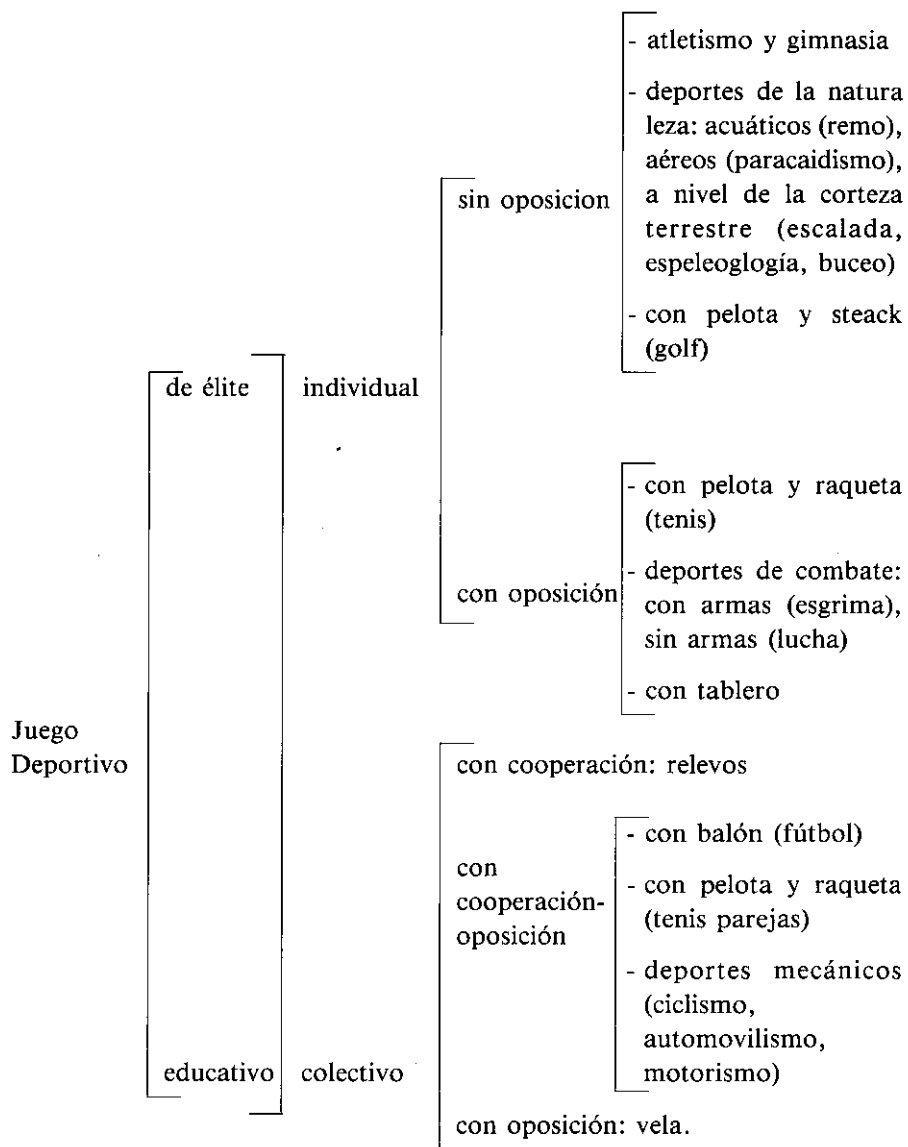 - atletismo y gimnasia
- deportes de la natura
leza: acuáticos (remo),
aéreos (paracaidismo),
a nivel de la corteza
terrestre (escalada,
espeleoglogía, buceo)
- con pelota y steack
(golf)
sin oposicion
de élite
individual
- con pelota y raqueta
(tenis)
- deportes de combate:
con armas (esgrima),
sin armas (lucha)
- con tablero
con oposición
Juego
Deportivo
con cooperación: relevos
con
cooperación-
oposición
- con balón (fútbol)
- con pelota y raqueta
(tenis parejas)
- deportes mecánicos
(ciclismo,
automovilismo,
motorismo)
educativo
colectivo
con oposición: vela.